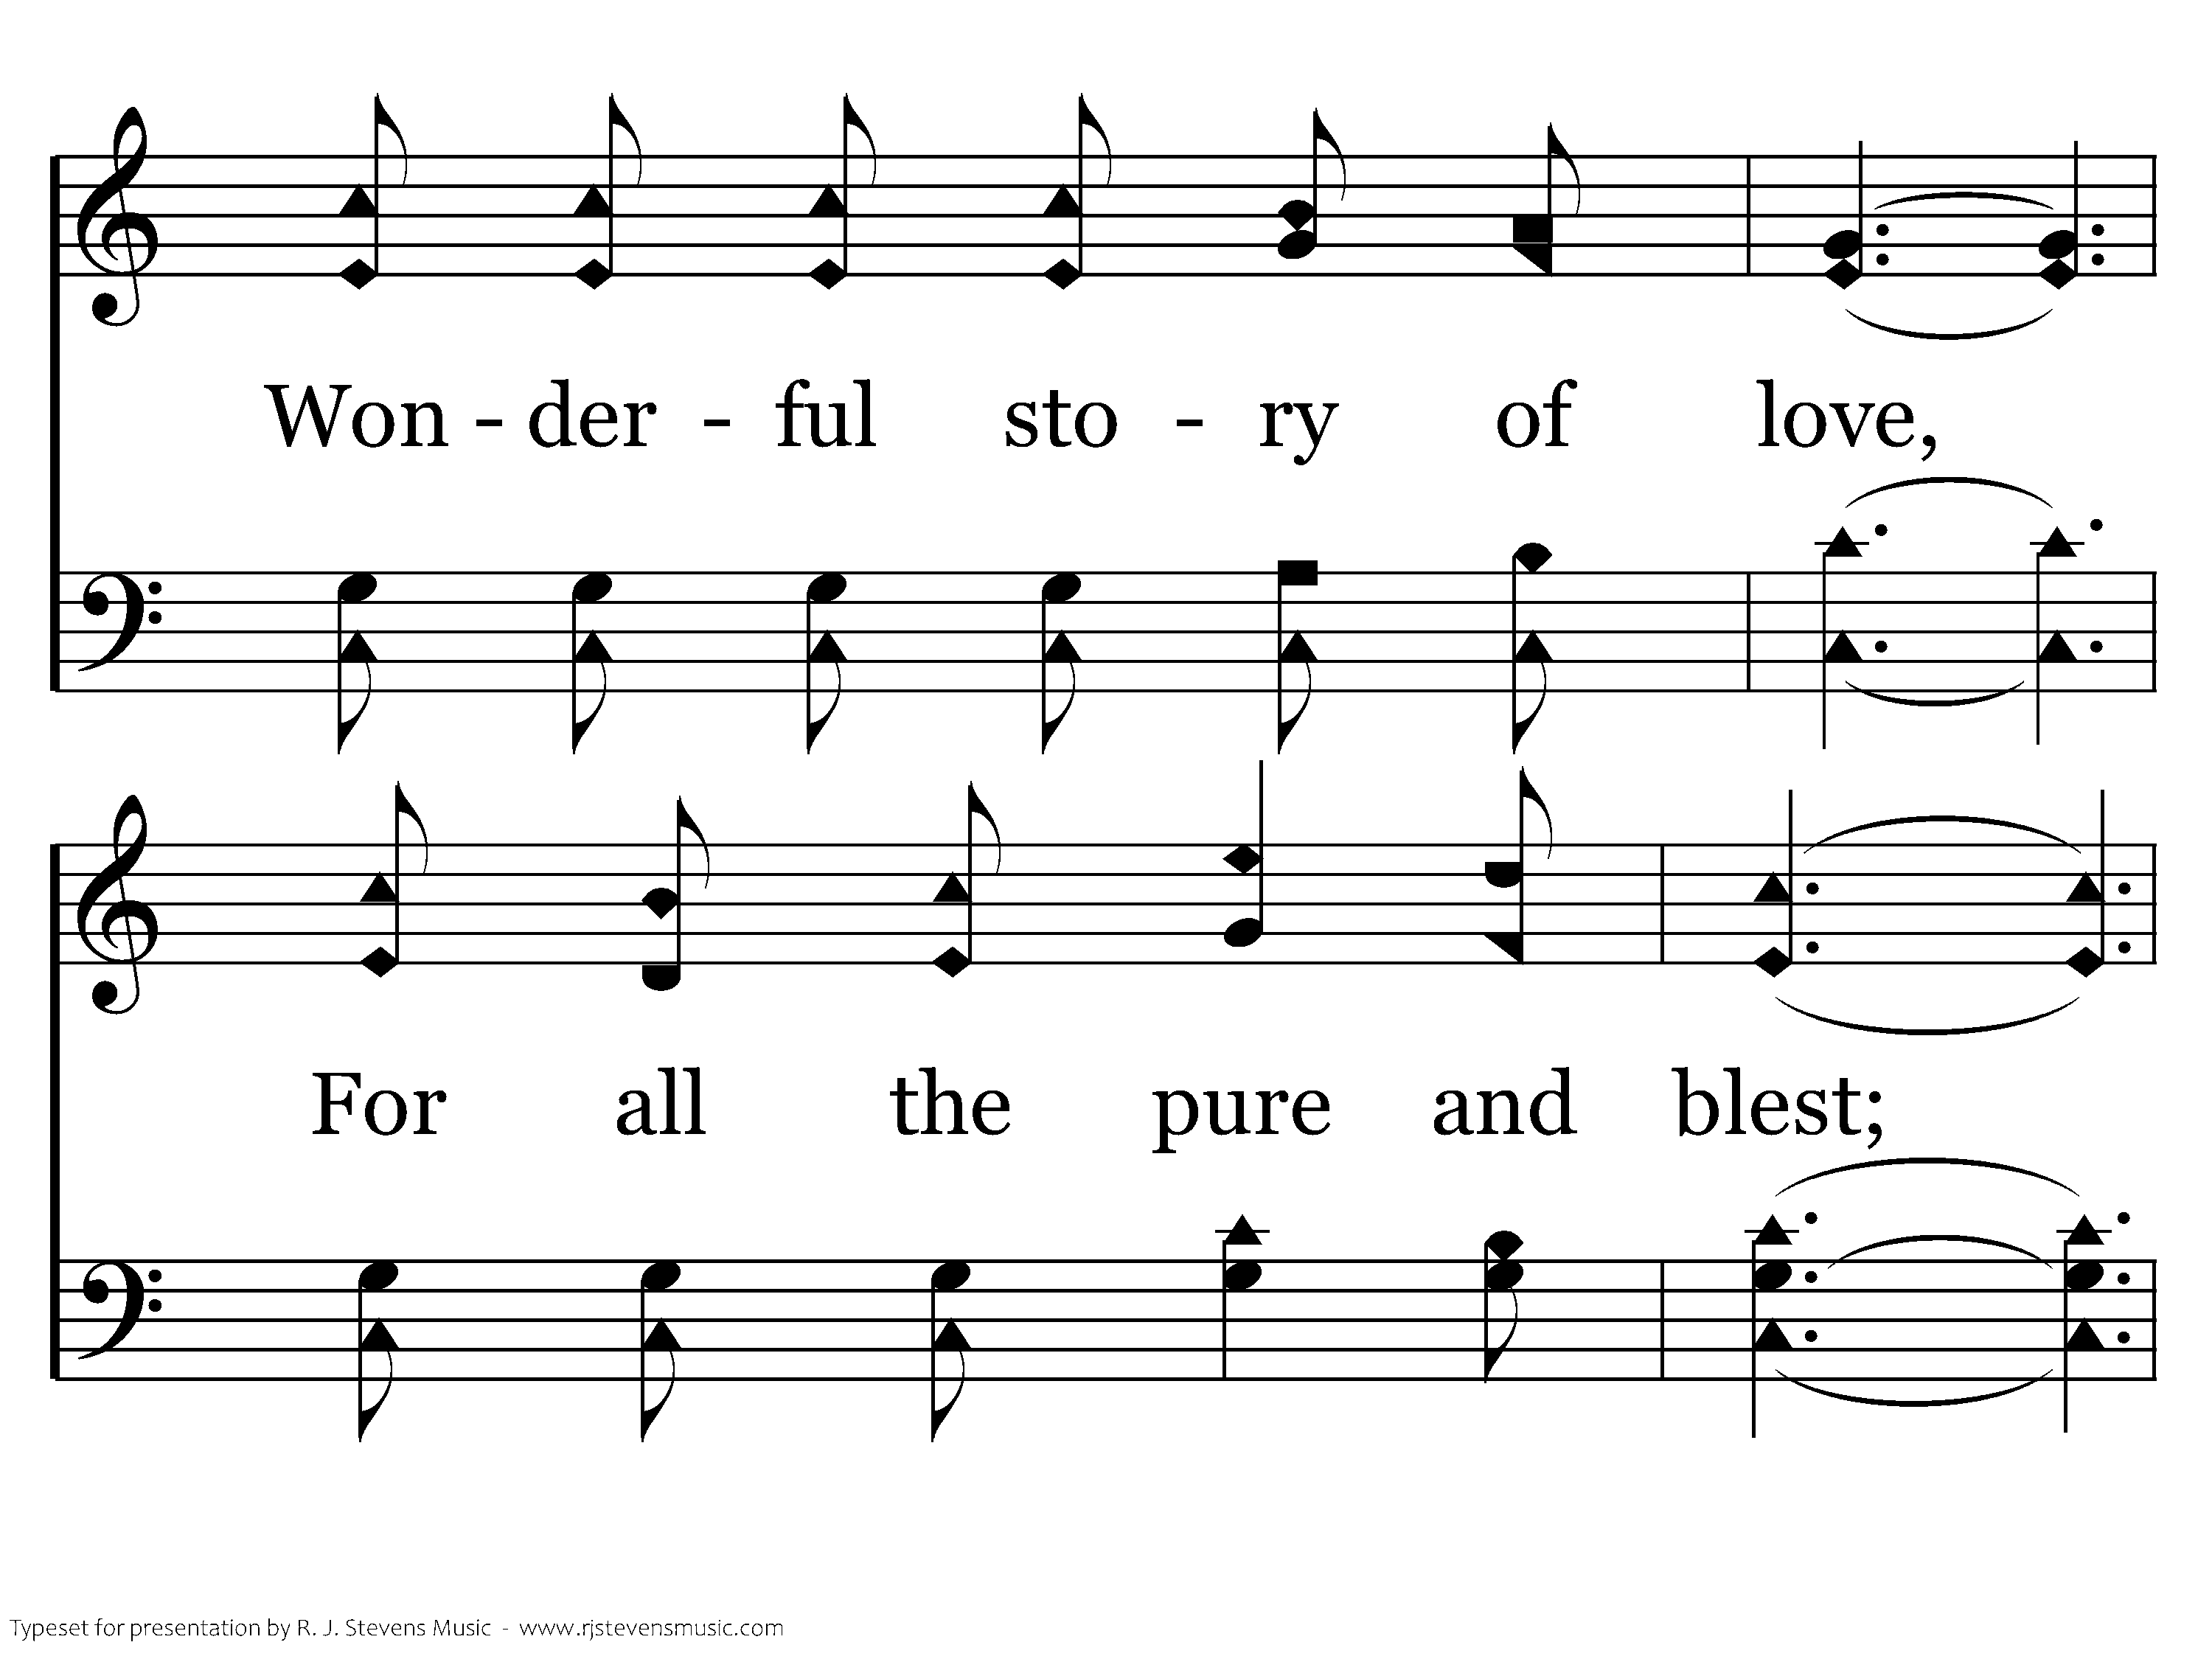 Won - der - ful sto - ry of love,
For all the pure and blest;
Typeset for presentation by R. J. Stevens Music - www.rjstevensmusic.com